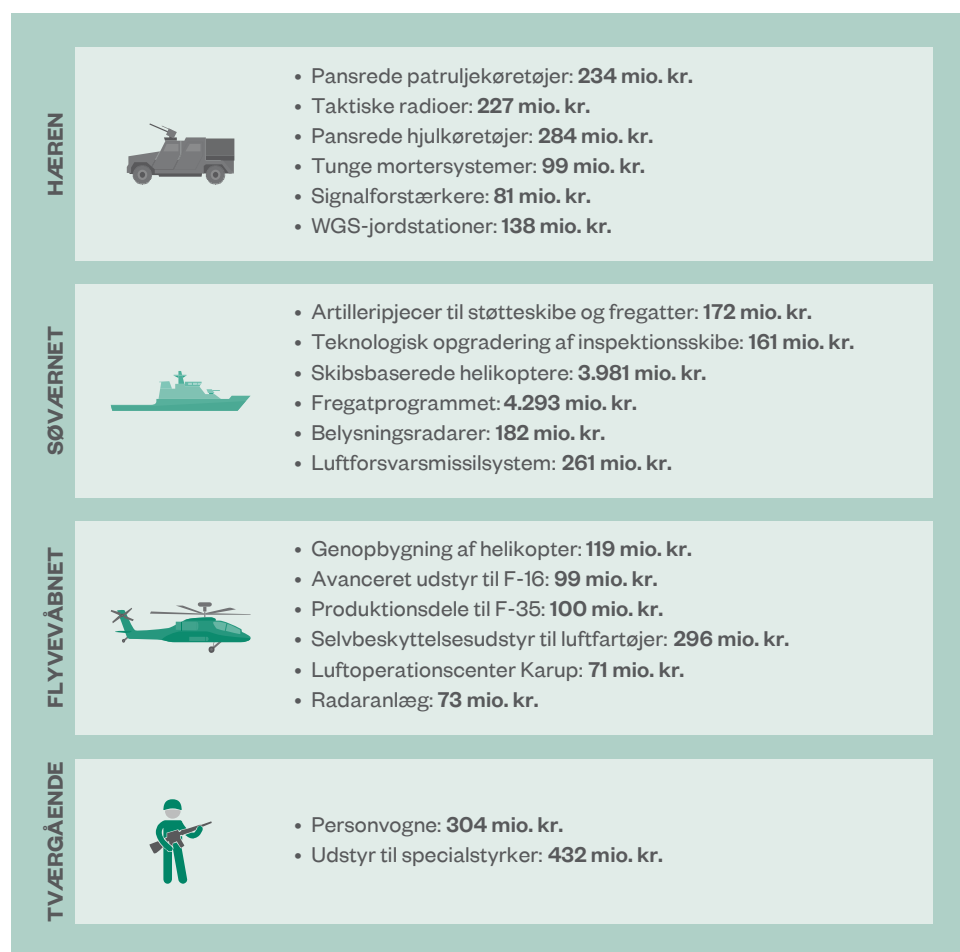 HÆREN
• Pansrede patruljekøretøjer: 234 mio. kr.
• Taktiske radioer: 227 mio. kr.
• Pansrede hjulkøretøjer: 284 mio. kr.
• Tunge mortersystemer: 99 mio. kr.
• Signalforstærkere: 81 mio. kr.
• WGS-jordstationer: 138 mio. kr.
SØVÆRNET
• Artilleripjecer til støtteskibe og fregatter: 172 mio. kr.
• Teknologisk opgradering af inspektionsskibe: 161 mio. kr.
• Skibsbaserede helikoptere: 3.981 mio. kr.
• Fregatprogrammet: 4.293 mio. kr.
• Belysningsradarer: 182 mio. kr.
• Luftforsvarsmissilsystem: 261 mio. kr.
FLYVEVÅBNET
• Genopbygning af helikopter: 119 mio. kr.
• Avanceret udstyr til F-16: 99 mio. kr.
• Produktionsdele til F-35: 100 mio. kr.
• Selvbeskyttelsesudstyr til luftfartøjer: 296 mio. kr.
• Luftoperationscenter Karup: 71 mio. kr.
• Radaranlæg: 73 mio. kr.
TVÆRGÅENDE
• Personvogne: 304 mio. kr.
• Udstyr til specialstyrker: 432 mio. kr.